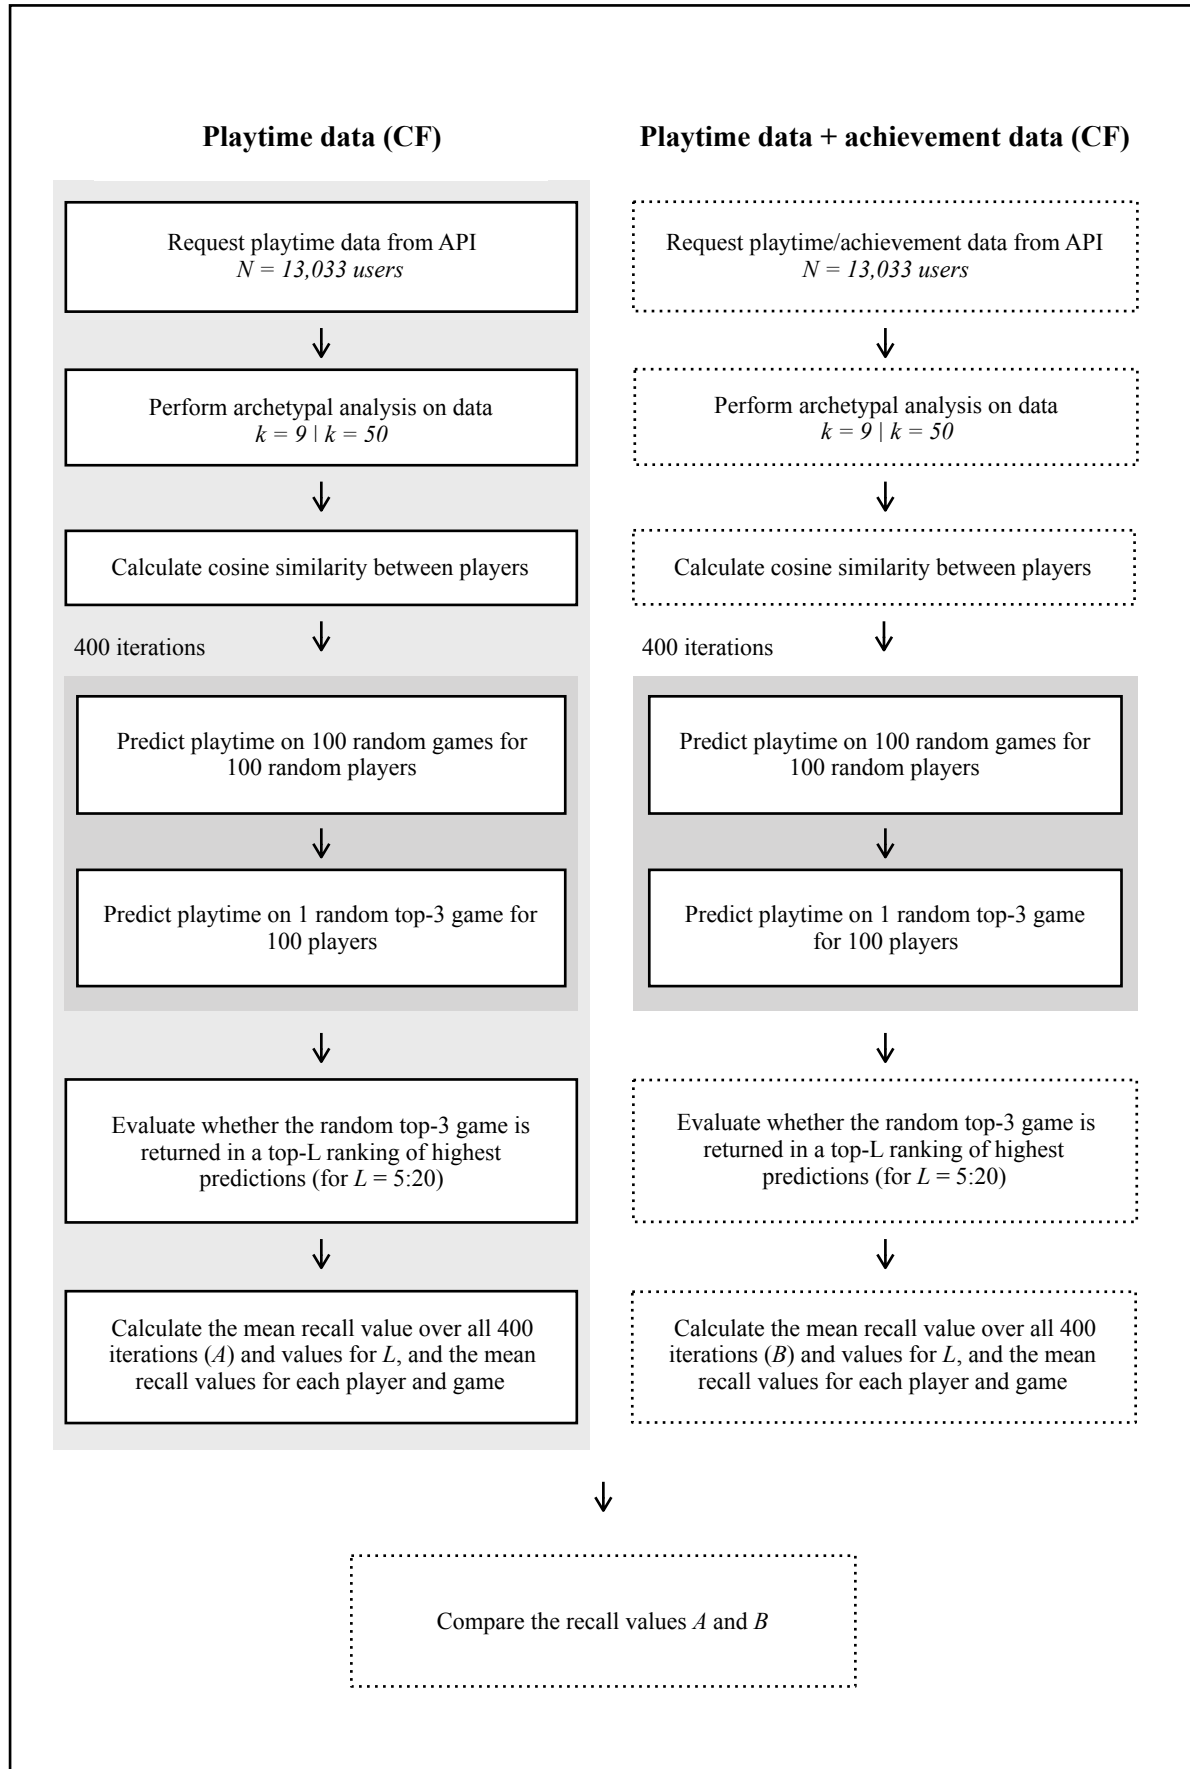 Playtime data (CF)
Request playtime data from API
N = 13,033 users
Perform archetypal analysis on data
k = 9 | k = 50
Calculate cosine similarity between players
400 iterations
Predict playtime on 100 random games for
100 random players
Predict playtime on 1 random top-3 game for
100 players
Evaluate whether the random top-3 game is
returned in a top-L ranking of highest
predictions (for L = 5:20)
Calculate the mean recall value over all 400
iterations (A) and values for L, and the mean
recall values for each player and game
Playtime data + achievement data (CF)
Request playtime/achievement data from API
N = 13,033 users
Perform archetypal analysis on data
k = 9 | k = 50
Calculate cosine similarity between players
400 iterations
Predict playtime on 100 random games for
100 random players
Predict playtime on 1 random top-3 game
for 100 players
Evaluate whether the random top-3 game is
returned in a top-L ranking of highest
predictions (for L = 5:20)
Calculate the mean recall value over all 400
iterations (B) and values for L, and the mean
recall values for each player and game
Compare the recall values A and B